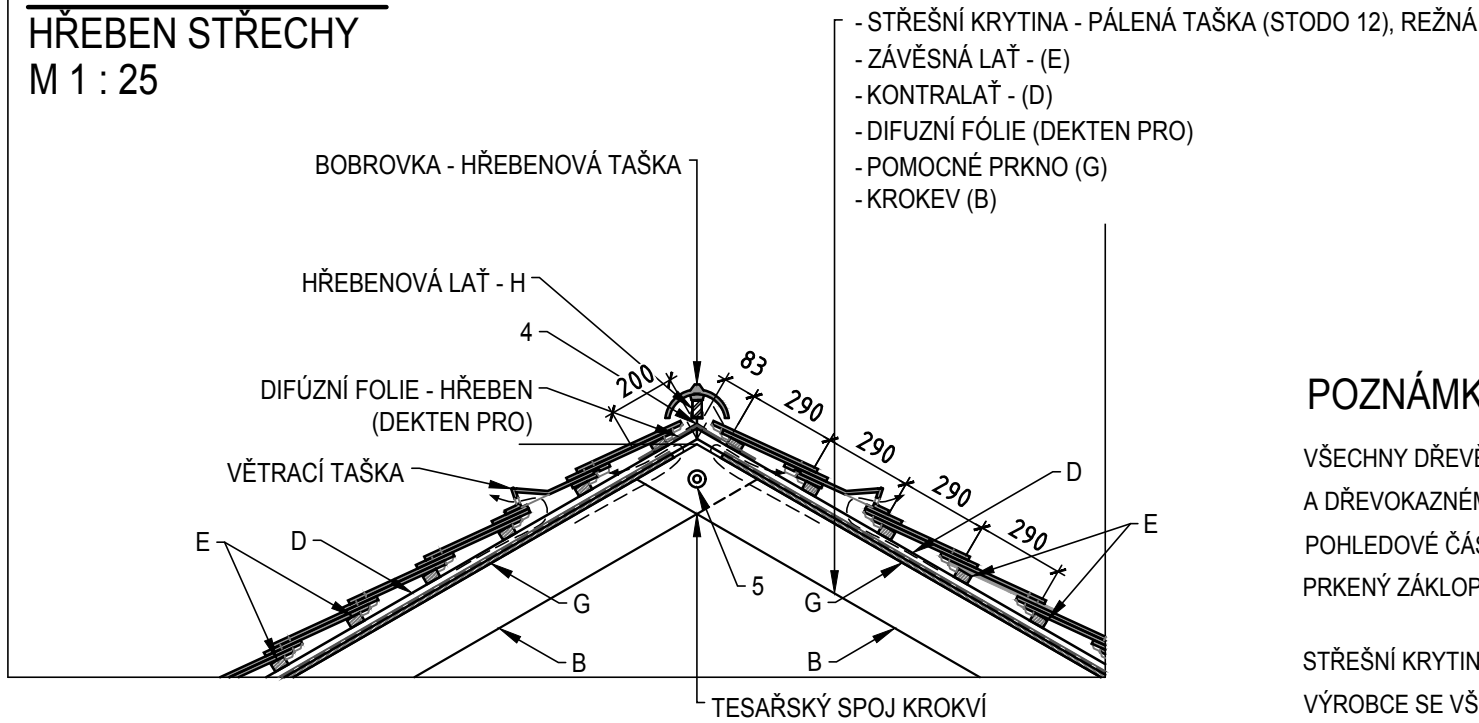 HŘEBEN STŘECHY
M 1 : 25
- STŘEŠNÍ KRYTINA - PÁLENÁ TAŠKA (STODO 12), REŽNÁ
- ZÁVĚSNÁ LAŤ - (E)
- KONTRALAŤ - (D)
- DIFUZNÍ FÓLIE (DEKTEN PRO)
- POMOCNÉ PRKNO (G)
- KROKEV (B)
BOBROVKA - HŘEBENOVÁ TAŠKA
HŘEBENOVÁ LAŤ - H
4
DIFÚZNÍ FOLIE - HŘEBEN
(DEKTEN PRO)
VĚTRACÍ TAŠKA
200
83
290
290
290
290
D
E
E
D
G
5
G
B
B
TESAŘSKÝ SPOJ KROKVÍ
POZNÁMK
VŠECHNY DŘEVĚ
A DŘEVOKAZNÉM
POHLEDOVÉ ČÁS
PRKENÝ ZÁKLOP
STŘEŠNÍ KRYTIN
VÝROBCE SE VŠ